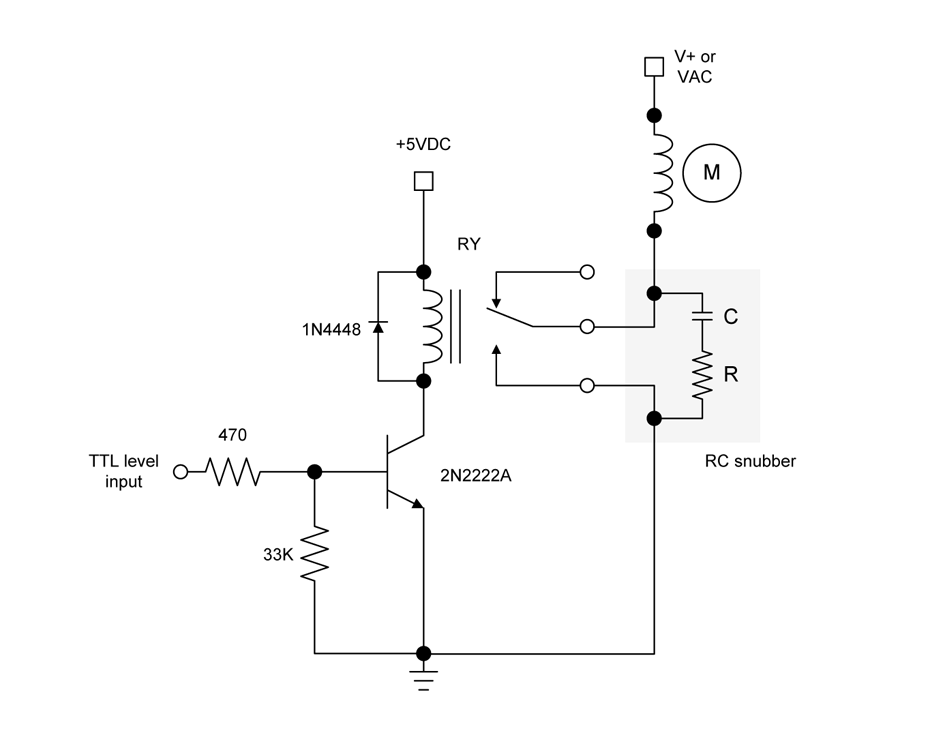 V+ or
VAC
+5VDC
M
RY
1N4448
C
R
470
TTL level
input
2N2222A
RC snubber
33K